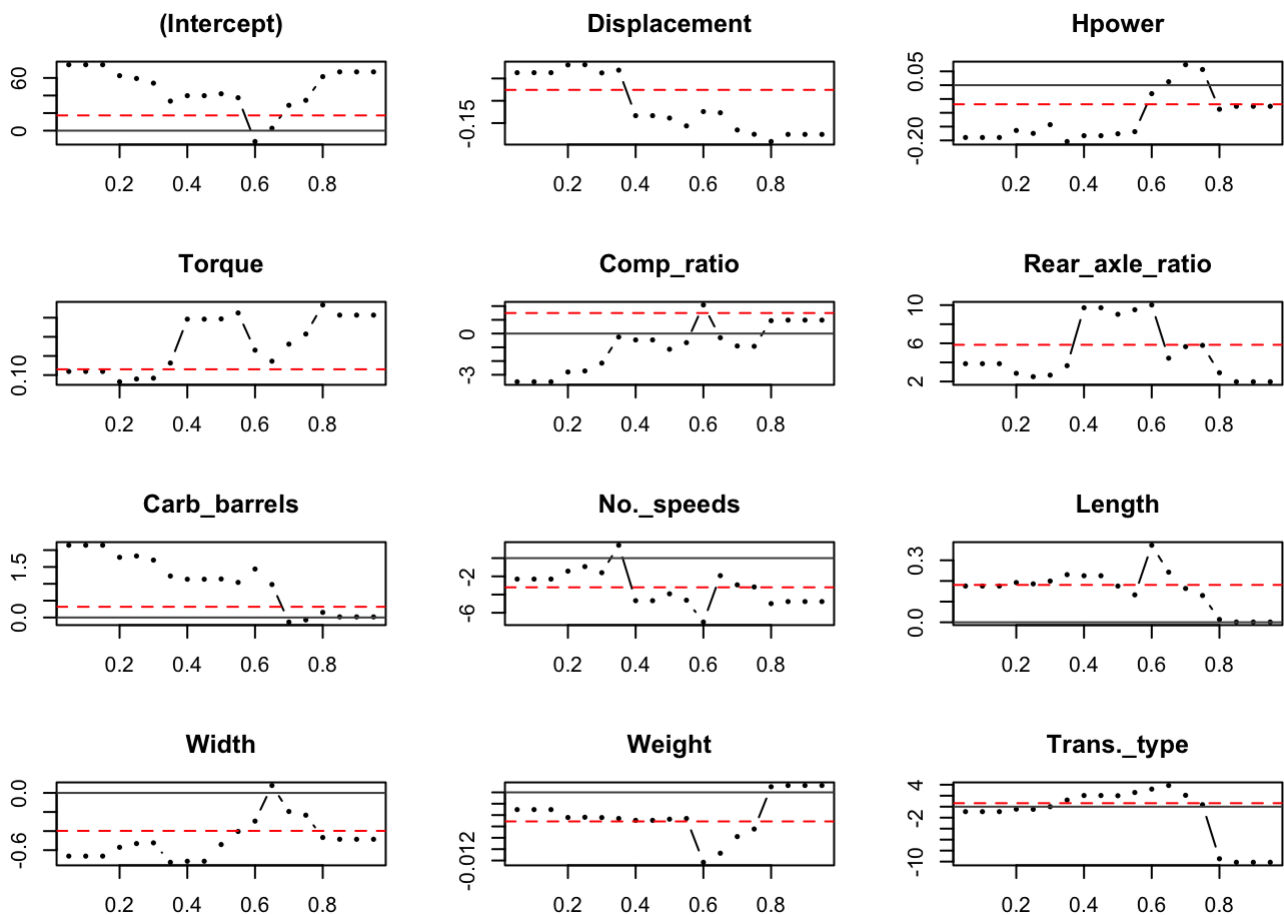 (Intercept) Displacement Hpower
60 0
-0.15
0.05 -0.20
0.2 0.4 0.6 0.8 0.2 0.4 0.6 0.8 0.2 0.4 0.6 0.8
Torque Comp_ratio Rear_axle_ratio
0.10
0 -3
10 6 2
0.2 0.4 0.6 0.8 0.2 0.4 0.6 0.8 0.2 0.4 0.6 0.8
Carb_barrels No._speeds Length
1.5 0.0
-2 -6
0.3 0.0
0.2 0.4 0.6 0.8 0.2 0.4 0.6 0.8 0.2 0.4 0.6 0.8
Width Weight Trans._type
0.0 -0.6
-0.012
4 -2 -10
0.2 0.4 0.6 0.8 0.2 0.4 0.6 0.8 0.2 0.4 0.6 0.8